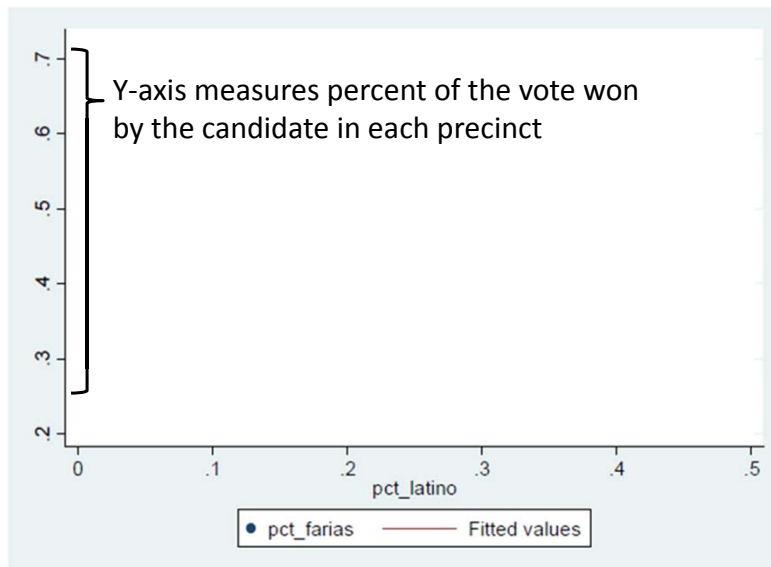 Y-axis measures percent of the vote won
by the candidate in each precinct
.7
.6
.5
.4
.3
.2
0 .1 .2 .3 .4 .5
pct_latino
pct_farias Fitted values